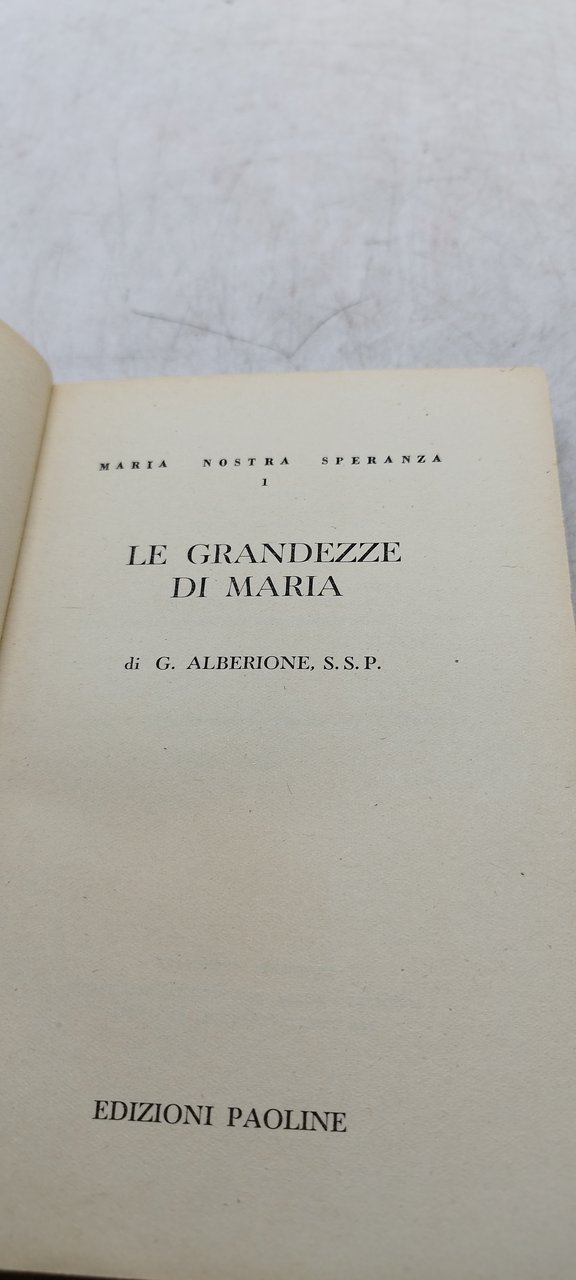 MARIA NOSTRA SPERANZA
1
LE GRANDEZZE
DI MARIA
di G. ALBERIONE, S. S. P.
EDIZIONI PAOLINE